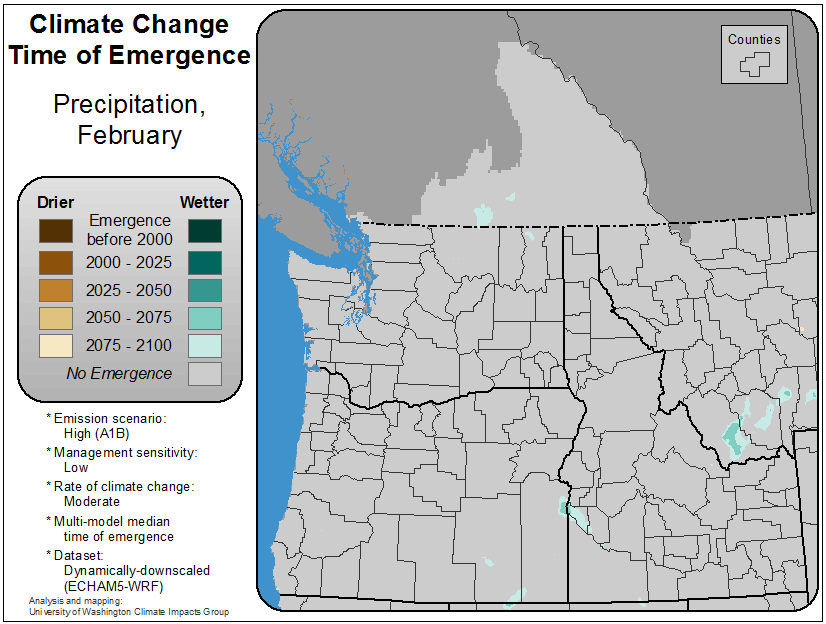 Climate Change
Time of Emergence
Precipitation,
February
Drier
Wetter
Emergence
before 2000
2000 - 2025
2025 - 2050
2050 - 2075
2075 - 2100
No Emergence
* Emission scenario:
High (A1B)
* Management sensitivity:
Low
* Rate of climate change:
Moderate
* Multi-model median
time of emergence
* Dataset:
Dynamically-downscaled
(ECHAM5-WRF)
Analysis and mapping:
University of Washington Climate Impacts Group
Counties